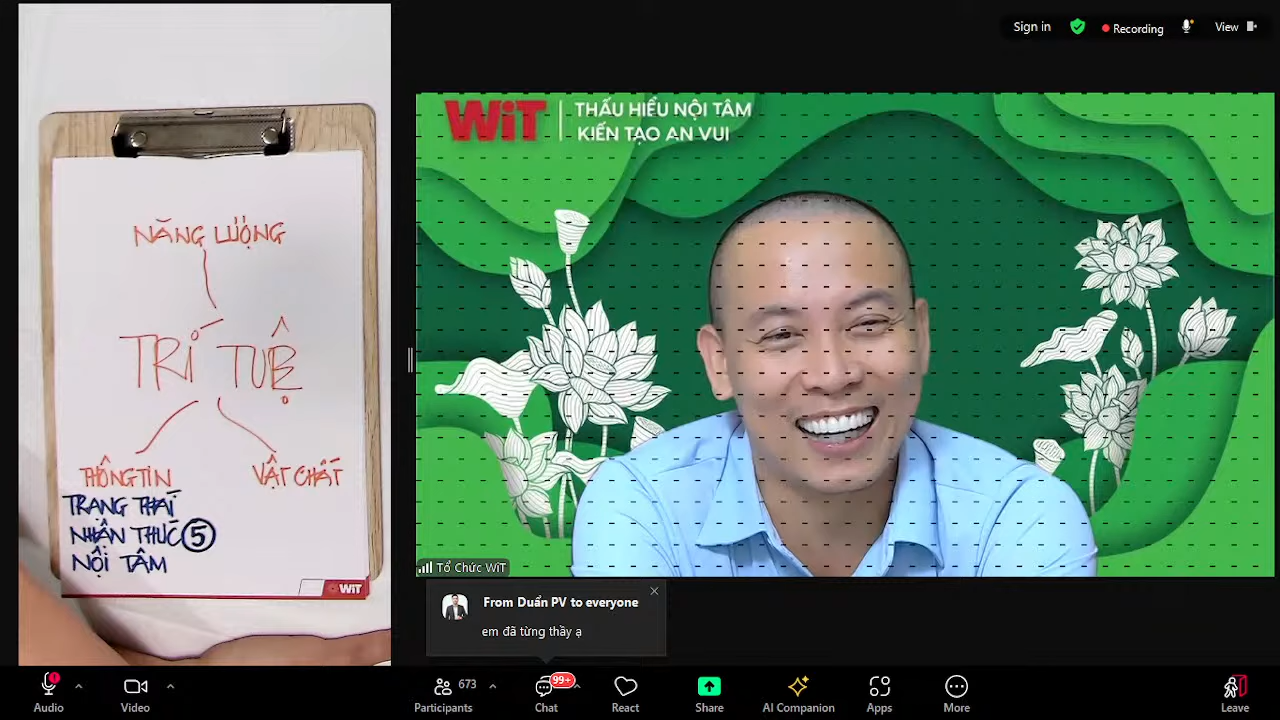 NĂNG LƯỢNG
TRÍ TUỆ
THÔNG TIN
VẬT CHẤT
TRẠNG THÁI
NHẬN THỨC 5
NỘI TÂM
WiT
Sign in
Recording
View
WiT
THẤU HIỂU NỘI TÂM
KIẾN TẠO AN VUI
Tổ Chức WiT
From Duẩn PV to everyone
em đã từng thầy ạ
Audio
Video
673
Participants
99+
Chat
React
Share
AI Companion
Apps
More
Leave